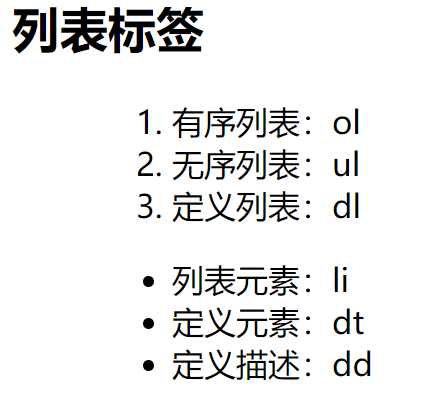 列表标签
1. 有序列表：ol
2. 无序列表：ul
3. 定义列表：dl
• 列表元素：li
• 定义元素：dt
• 定义描述：dd